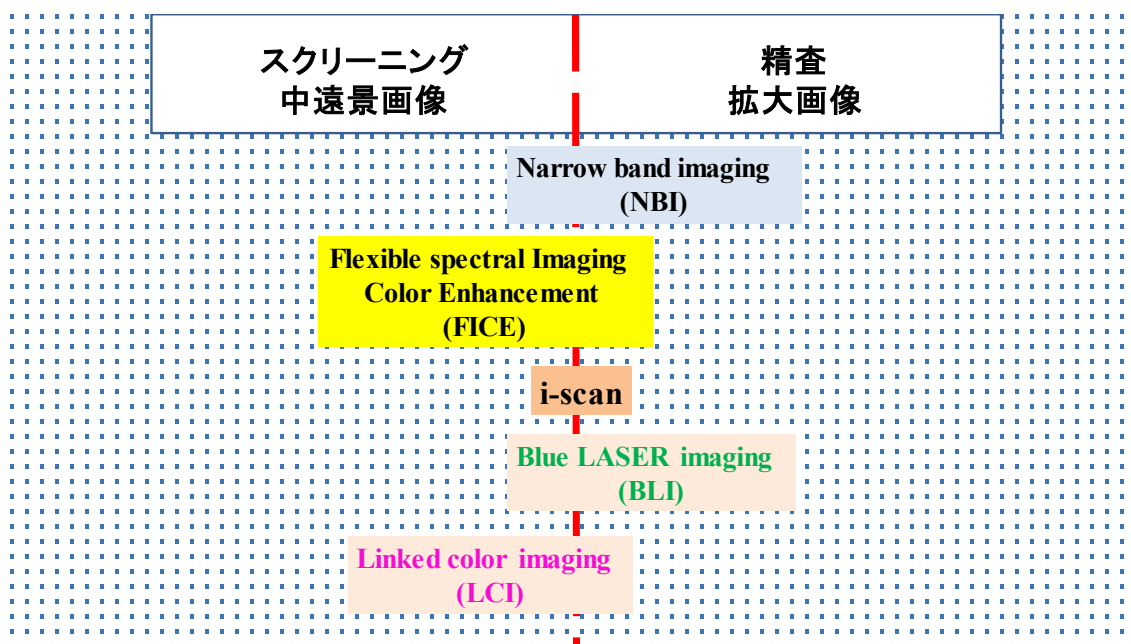 スクリーニング
中遠景画像
精査
拡大画像
Narrow band imaging
(NBI)
Flexible spectral Imaging
Color Enhancement
(FICE)
i-scan
Blue LASER imaging
(BLI)
Linked color imaging
(LCI)